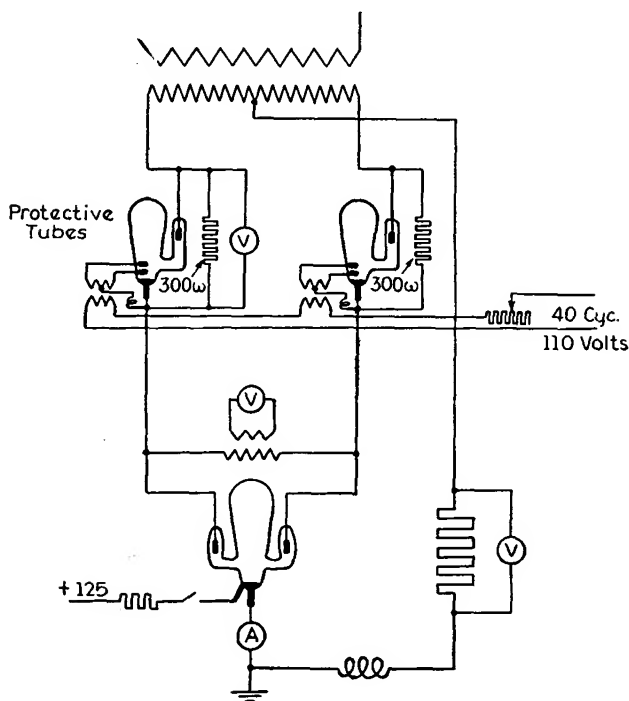 Protective
Tubes
V
300ω
300ω
V
40 Cyc.
110 Volts
V
+125
A
V